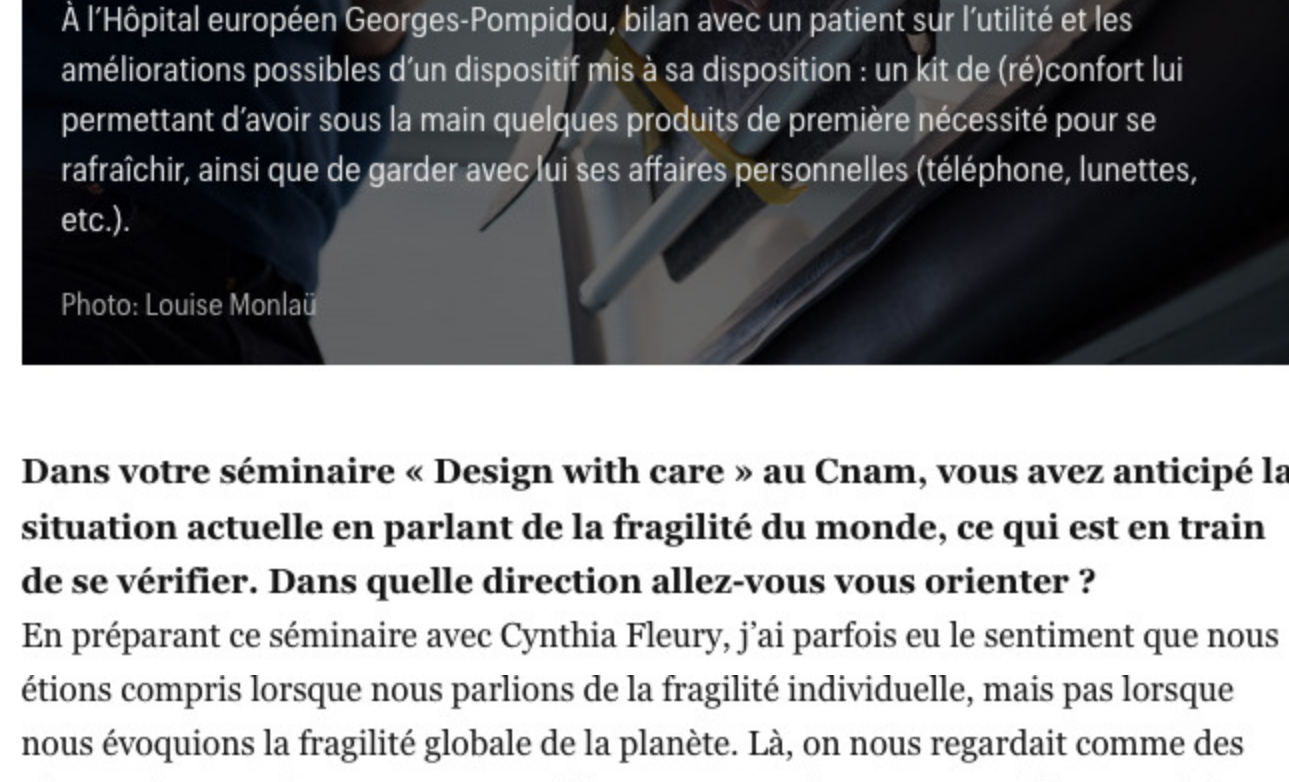 À l’Hôpital européen Georges-Pompidou, bilan avec un patient sur l’utilité et les
améliorations possibles d’un dispositif mis à sa disposition : un kit de (ré)confort lui
permettant d’avoir sous la main quelques produits de première nécessité pour se
rafraîchir, ainsi que de garder avec lui ses affaires personnelles (téléphone, lunettes,
etc.).
Photo: Louise Monlaü
Dans votre séminaire « Design with care » au Cnam, vous avez anticipé la
situation actuelle en parlant de la fragilité du monde, ce qui est en train
de se vérifier. Dans quelle direction allez-vous vous orienter ?
En préparant ce séminaire avec Cynthia Fleury, j’ai parfois eu le sentiment que nous
étions compris lorsque nous parlions de la fragilité individuelle, mais pas lorsque
nous évoquions la fragilité globale de la planète. Là, on nous regardait comme des